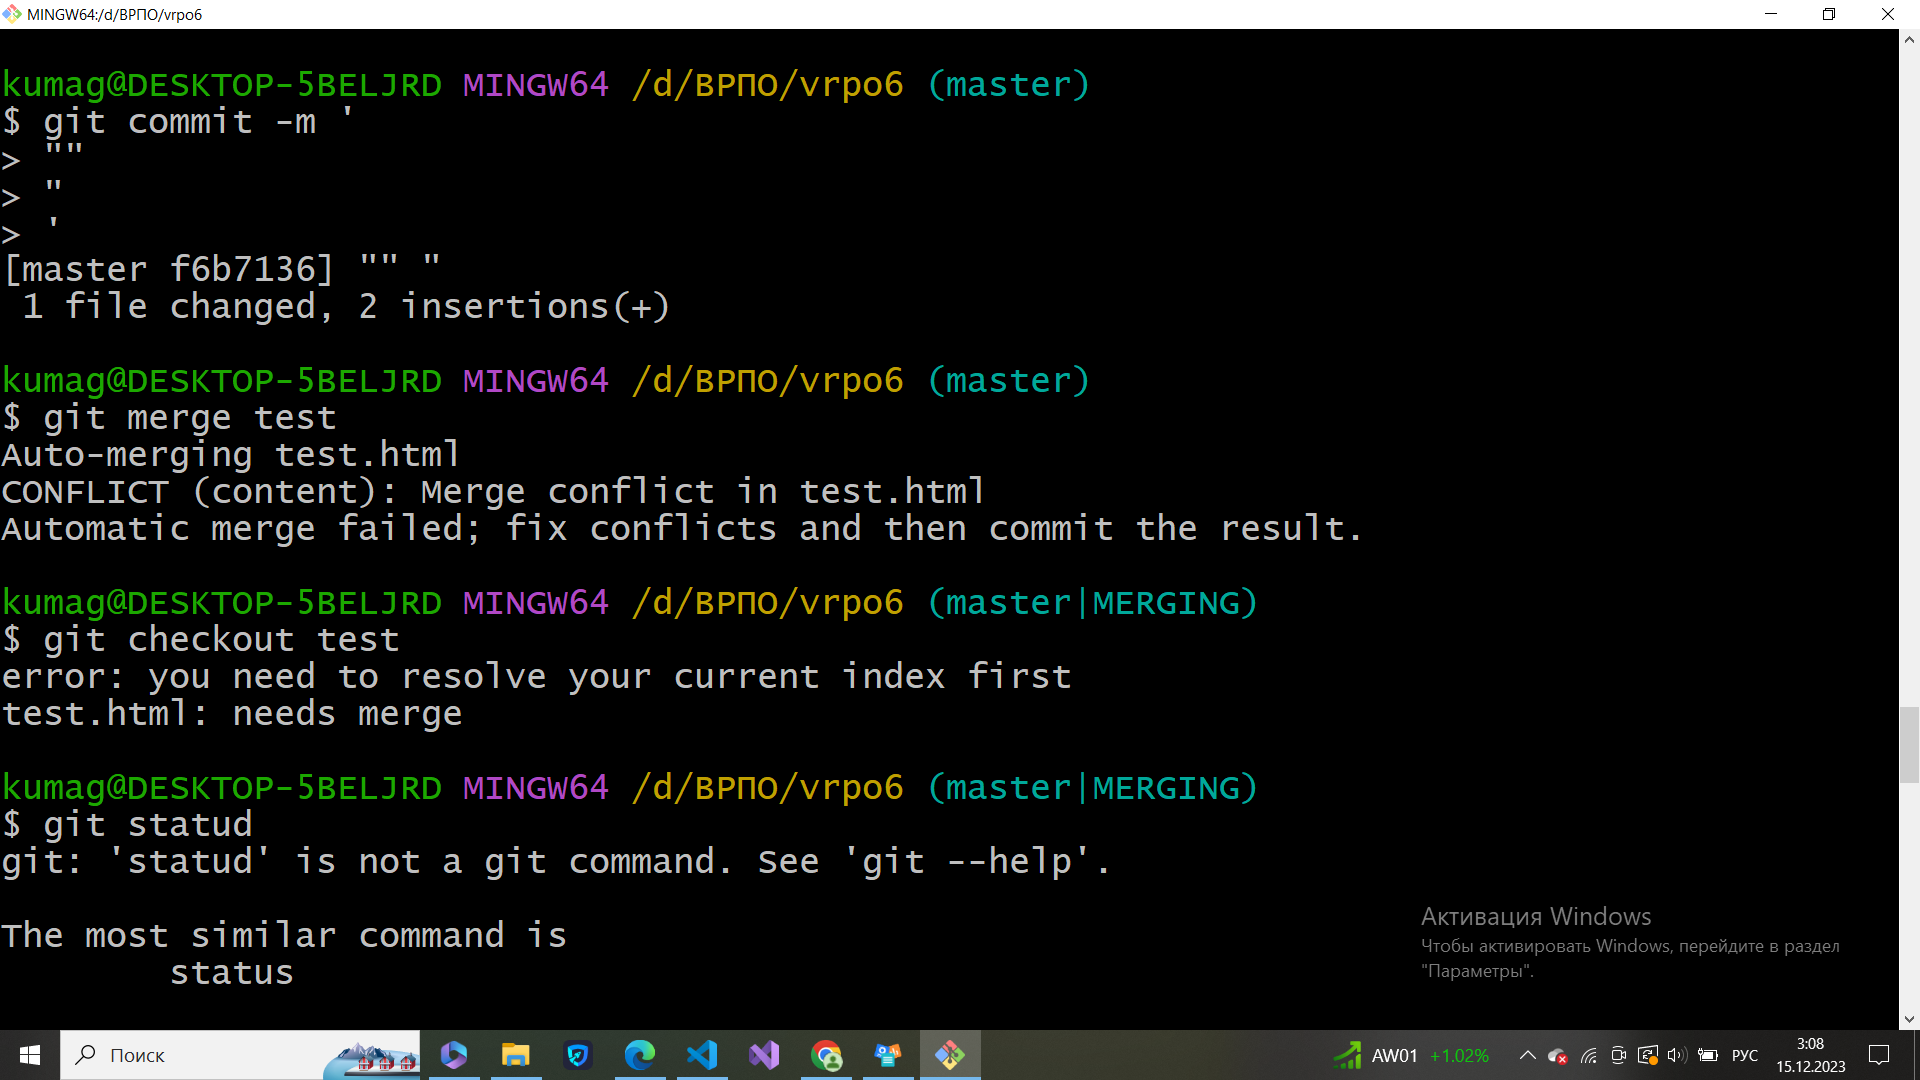 MINGW64:/d/ВРПО/vrpo6
kumag@DESKTOP-5BELJRD MINGW64 /d/ВРПО/vrpo6 (master)
$ git commit -m '
> ""
> "
> '
[master f6b7136] "" "
 1 file changed, 2 insertions(+)
kumag@DESKTOP-5BELJRD MINGW64 /d/ВРПО/vrpo6 (master)
$ git merge test
Auto-merging test.html
CONFLICT (content): Merge conflict in test.html
Automatic merge failed; fix conflicts and then commit the result.
kumag@DESKTOP-5BELJRD MINGW64 /d/ВРПО/vrpo6 (master|MERGING)
$ git checkout test
error: you need to resolve your current index first
test.html: needs merge
kumag@DESKTOP-5BELJRD MINGW64 /d/ВРПО/vrpo6 (master|MERGING)
$ git statud
git: 'statud' is not a git command. See 'git --help'.
The most similar command is
        status
Активация Windows
Чтобы активировать Windows, перейдите в раздел
"Параметры".
Поиск
AW01 +1.02%
РУС
3:08
15.12.2023